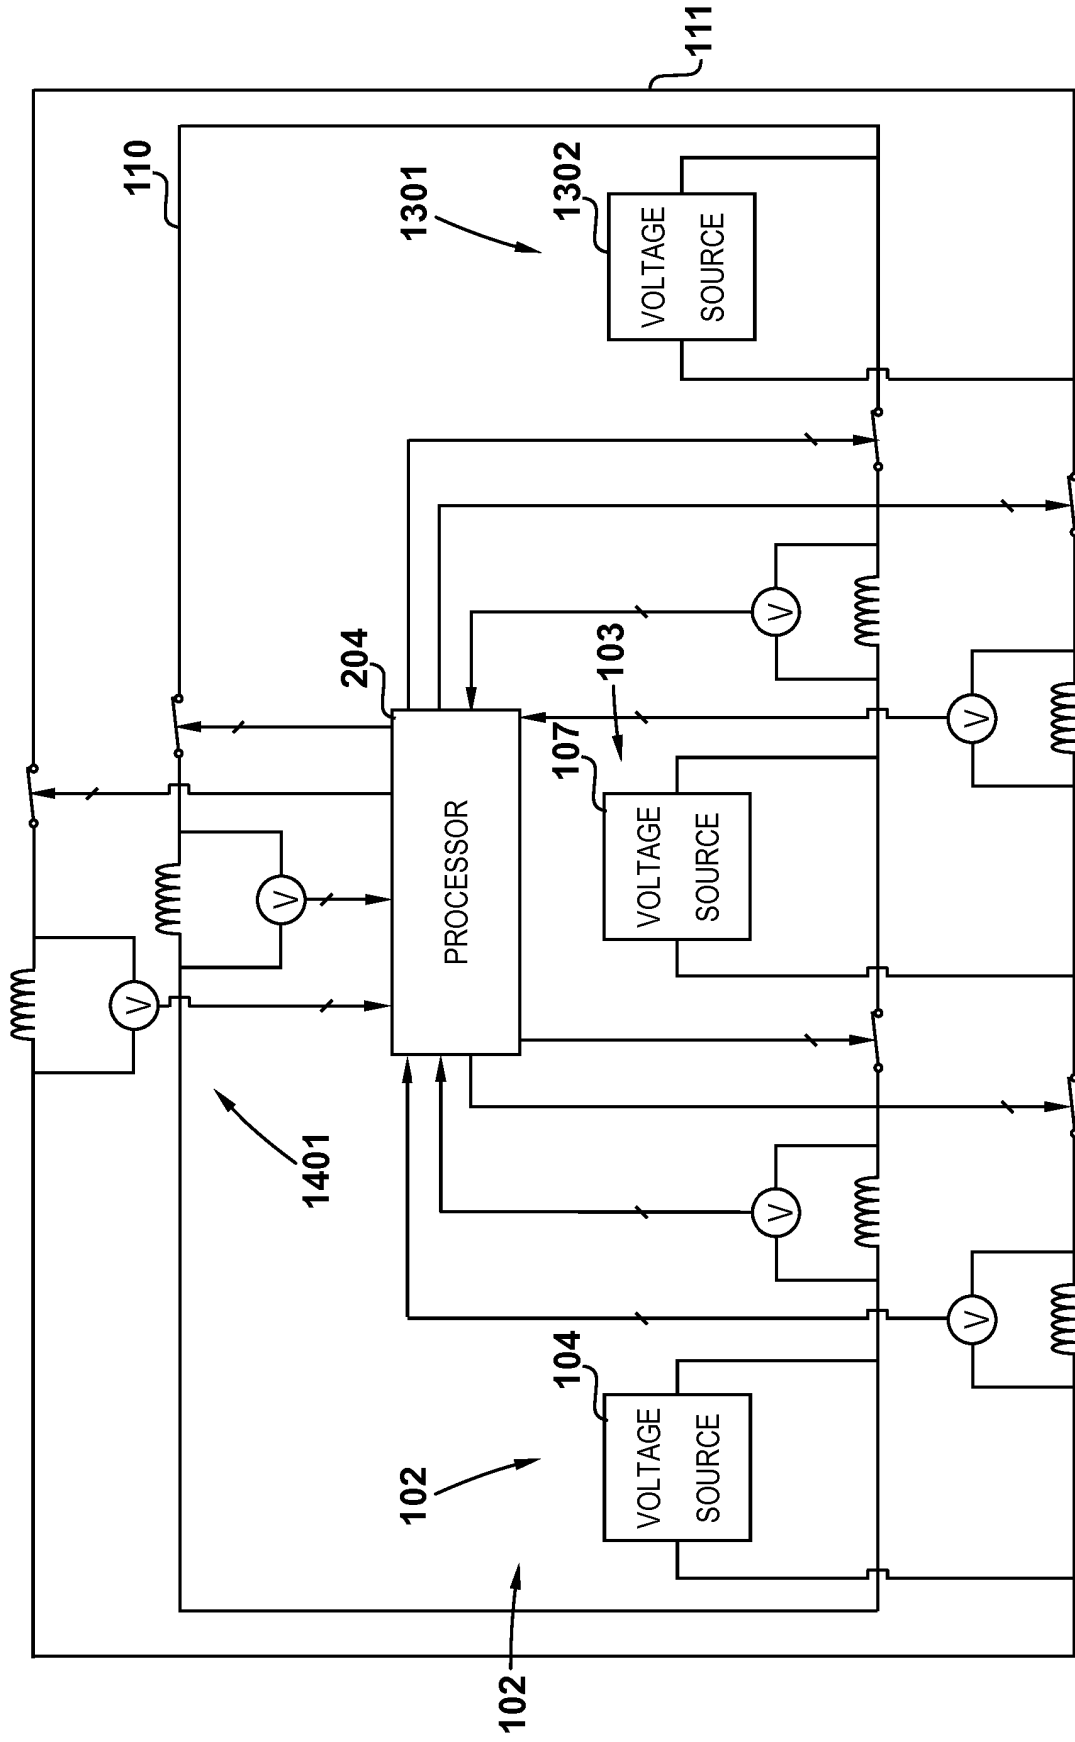 V
110
V
1401
204
102
1301
PROCESSOR
102
104
107
1302
103
VOLTAGE
SOURCE
VOLTAGE
SOURCE
VOLTAGE
SOURCE
111
V
V
V
V